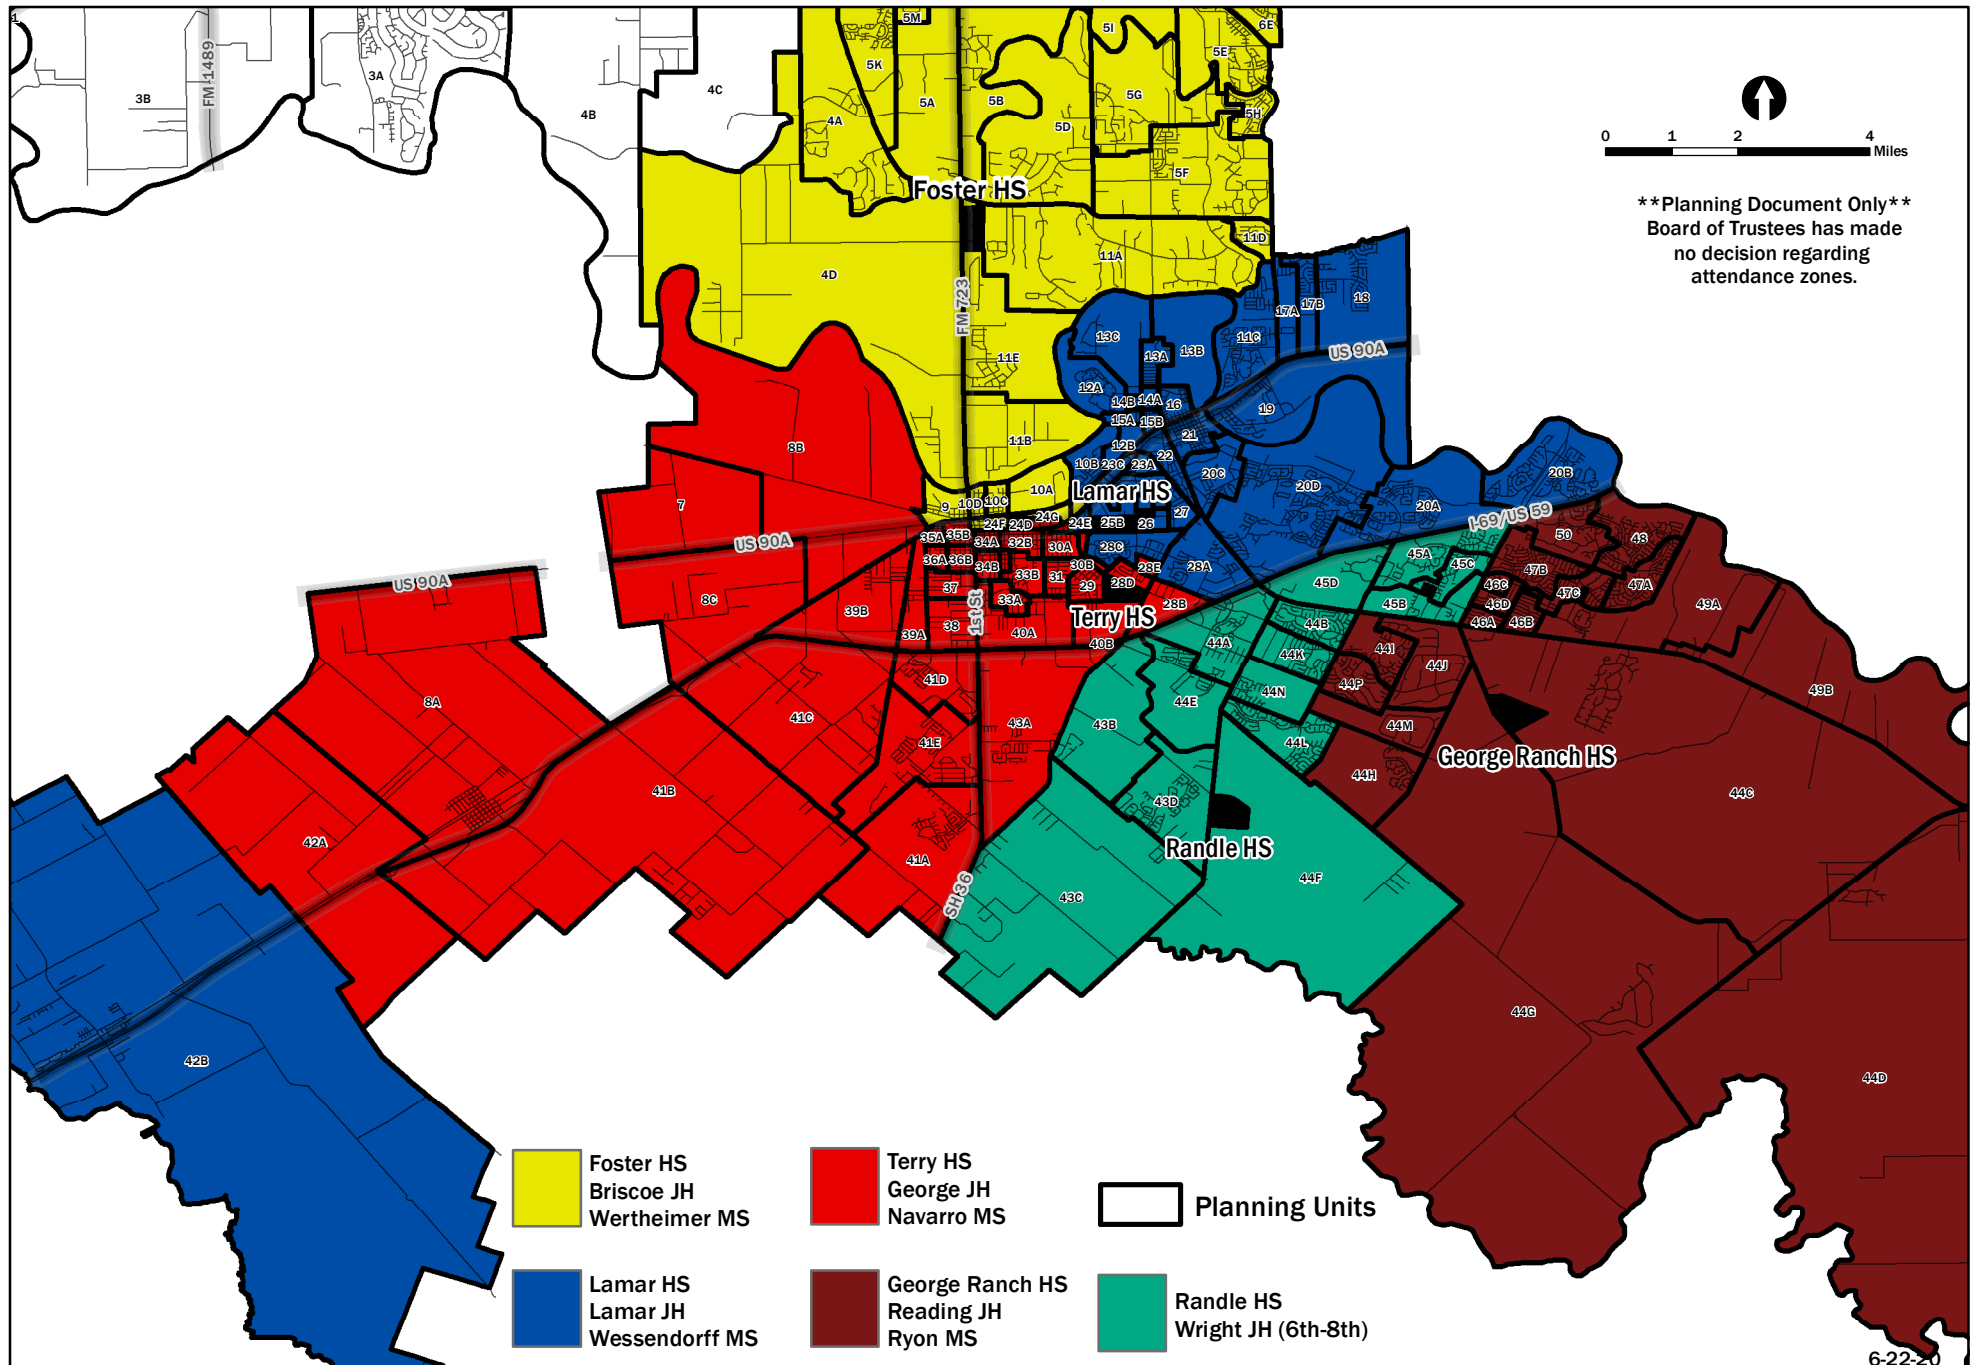 1
3B
FM 1489
3A
4B
4C
5M
5K
5A
4A
5B
5D
5I
5G
5E
6E
5H
5F
Foster HS
11D
11A
4D
FM 723
11E
11B
0 1 2 4
Miles
**Planning Document Only**
Board of Trustees has made
no decision regarding
attendance zones.
17A
17B
18
11C
US 90A
13C
13A
13B
12A
14B
14A
16
15A
15B
19
21
12B
22
10B
23C
23A
20C
20D
20A
20B
Lamar HS
27
8B
7
9
10D
10C
10A
24F
24D
24G
24E
25B
26
US 90A
35A
35B
34A
32B
30A
28C
36A
36B
34B
33B
31
30B
29
28D
28E
28A
I-69/US 59
US 90A
8C
39B
37
33A
28B
38
1st St
39A
40A
40B
Terry HS
45D
45A
45C
45B
50
48
47B
47A
47C
46C
46D
46A
46B
49A
44A
44B
44K
44I
44J
44P
44N
44E
44M
44L
44H
49B
George Ranch HS
8A
41C
41D
41E
43A
43B
43D
44C
41B
42A
41A
Randle HS
44F
43C
SH 36
44G
44D
42B
Foster HS
Briscoe JH
Wertheimer MS
Terry HS
George JH
Navarro MS
Planning Units
Lamar HS
Lamar JH
Wessendorff MS
George Ranch HS
Reading JH
Ryon MS
Randle HS
Wright JH (6th-8th)
6-22-20